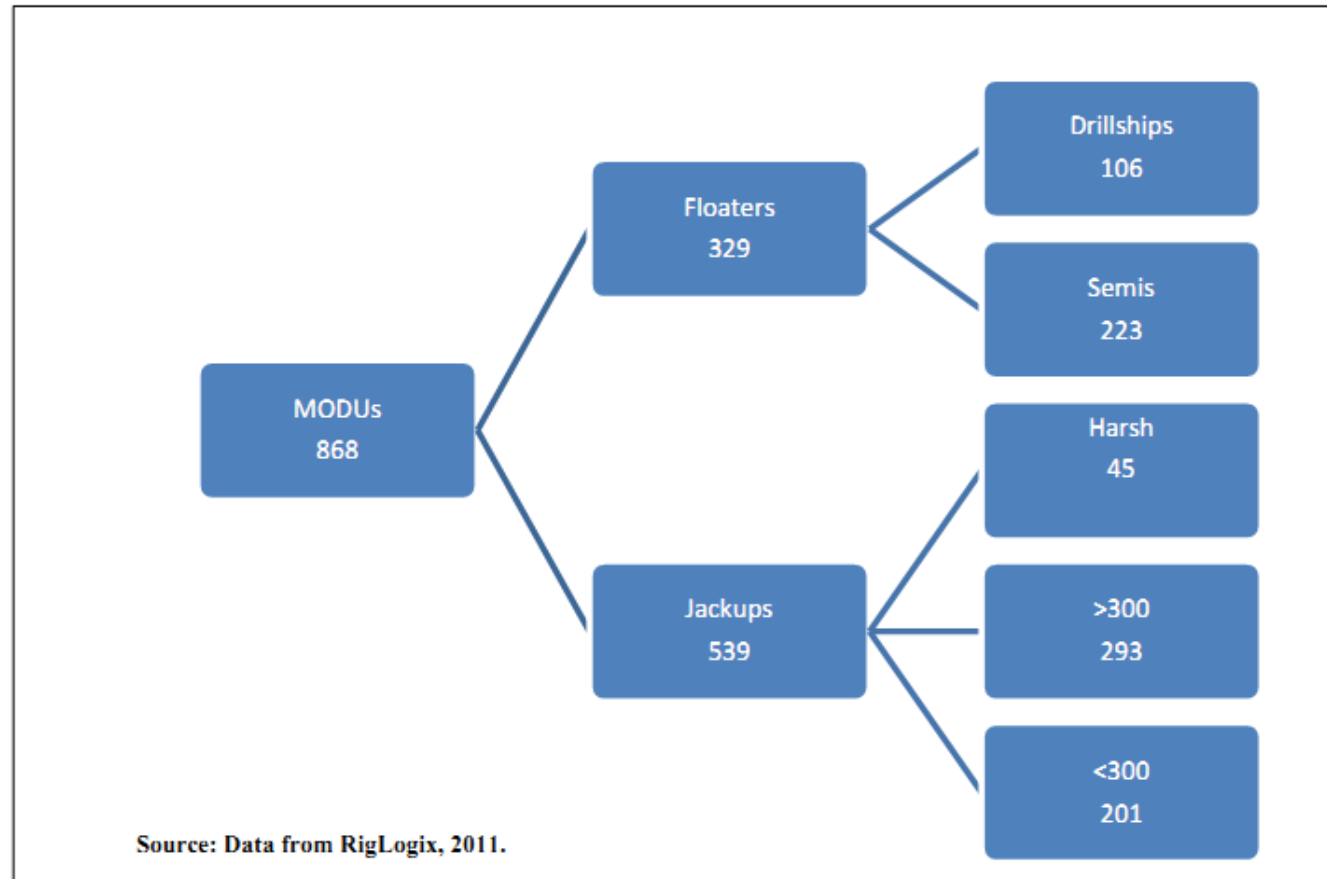 MODUs
868
Floaters
329
Jackups
539
Drillships
106
Semis
223
Harsh
45
>300
293
<300
201
Source: Data from RigLogix, 2011.